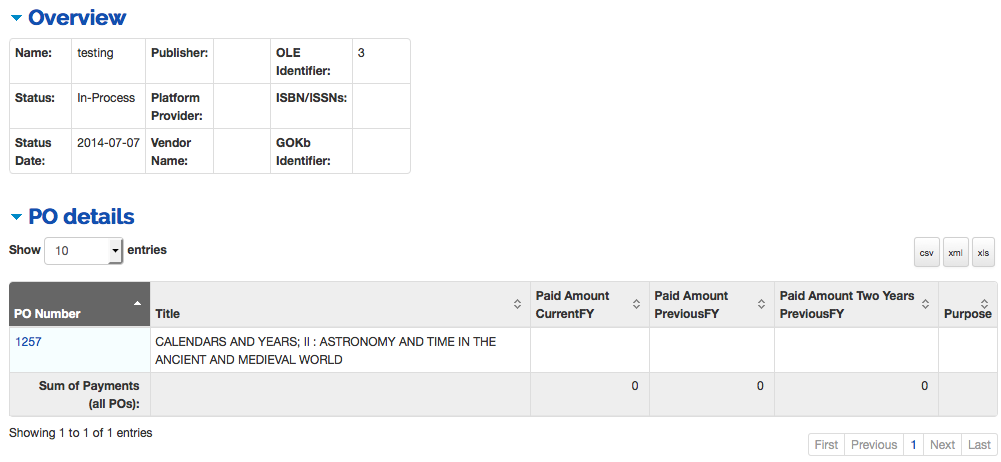 Overview
Name: testing Publisher: OLE Identifier: 3
Status: In-Process Platform Provider: ISBN/ISSNs:
Status Date: 2014-07-07 Vendor Name: GOKb Identifier:
PO details
Show 10 entries csv xml xls
PO Number Title Paid Amount CurrentFY Paid Amount PreviousFY Paid Amount Two Years PreviousFY Purpose
1257 CALENDARS AND YEARS; II : ASTRONOMY AND TIME IN THE
ANCIENT AND MEDIEVAL WORLD
Sum of Payments (all POs): 0 0 0
Showing 1 to 1 of 1 entries
First Previous 1 Next Last